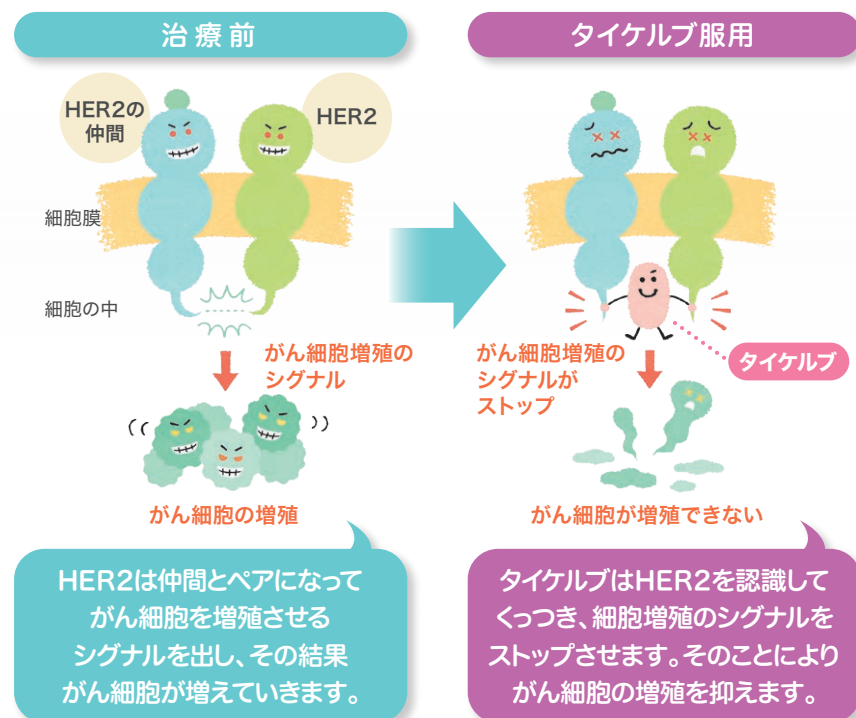 治療前
HER2の
仲間
HER2
細胞膜
細胞の中
がん細胞増殖の
シグナル
がん細胞の増殖
HER2は仲間とペアになって
がん細胞を増殖させる
シグナルを出し、その結果
がん細胞が増えていきます。
タイケルブ服用
がん細胞増殖の
シグナルが
ストップ
タイケルブ
がん細胞が増殖できない
タイケルブはHER2を認識して
くっつき、細胞増殖のシグナルを
ストップさせます。そのことにより
がん細胞の増殖を抑えます。